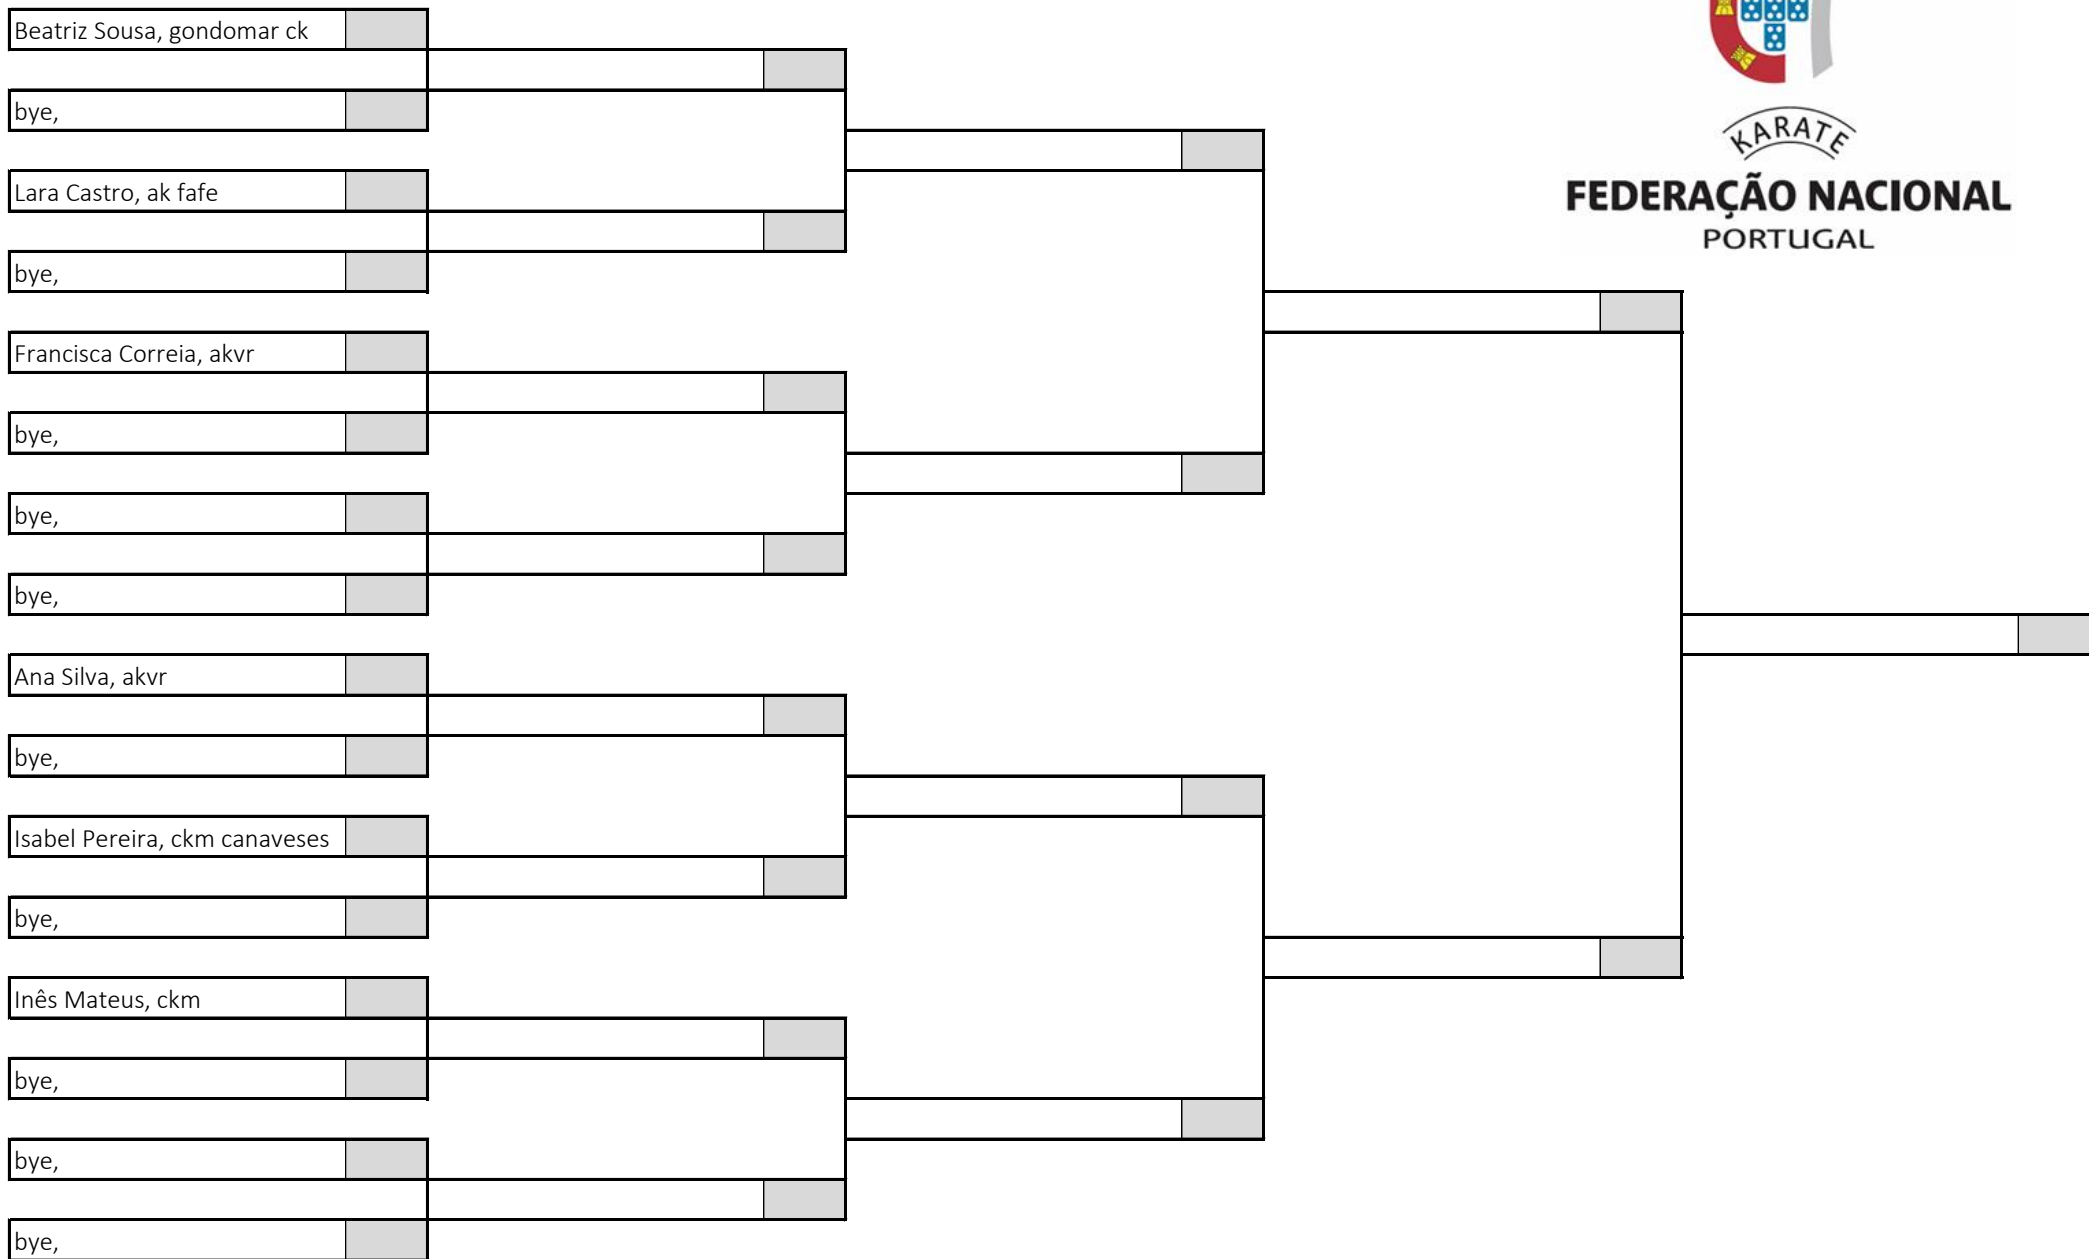 Beatriz Sousa, gondomar ck
bye,
KARATE
Lara Castro, ak fafe
FEDERAÇÃO NACIONAL
PORTUGAL
bye,
Francisca Correia, akvr
bye,
bye,
bye,
Ana Silva, akvr
bye,
Isabel Pereira, ckm canaveses
bye,
Inês Mateus, ckm
bye,
bye,
bye,